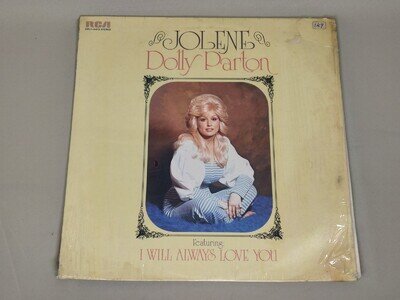 RCA
JOLENE
Dolly Parton
Featuring
I WILL ALWAYS LOVE YOU